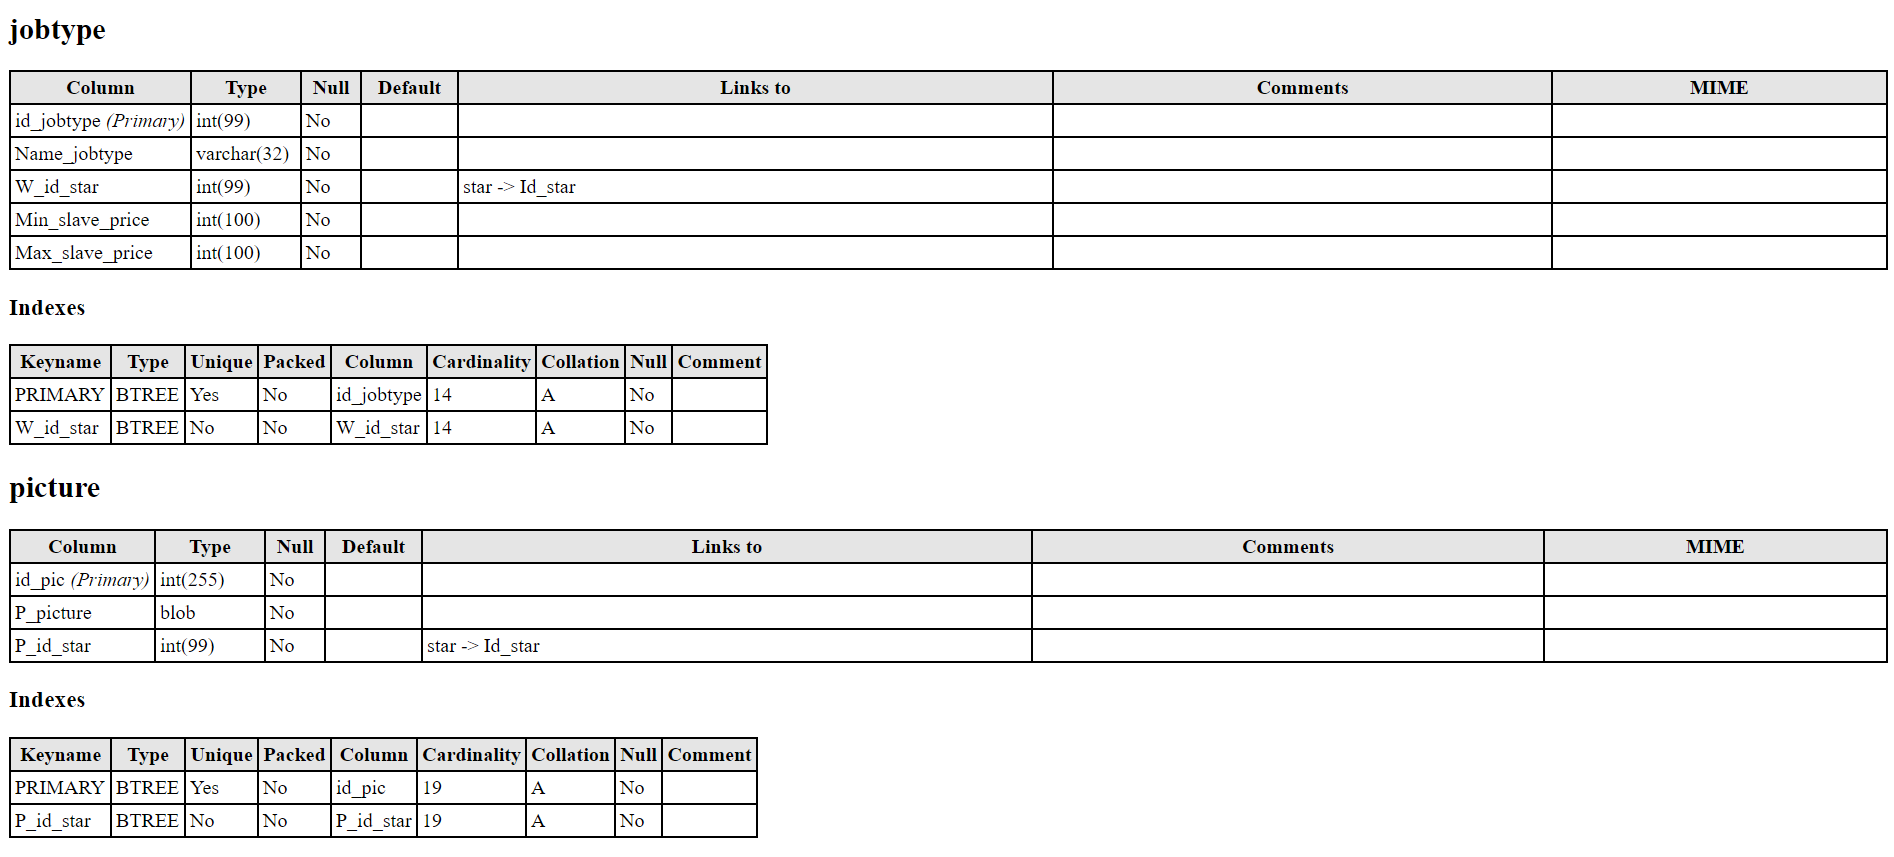 jobtype
Column Type Null Default Links to Comments MIME
id_jobtype (Primary) int(99) No
Name_jobtype varchar(32) No
W_id_star int(99) No star -> Id_star
Min_slave_price int(100) No
Max_slave_price int(100) No
Indexes
Keyname Type Unique Packed Column Cardinality Collation Null Comment
PRIMARY BTREE Yes No id_jobtype 14 A No
W_id_star BTREE No No W_id_star 14 A No
picture
Column Type Null Default Links to Comments MIME
id_pic (Primary) int(255) No
P_picture blob No
P_id_star int(99) No star -> Id_star
Indexes
Keyname Type Unique Packed Column Cardinality Collation Null Comment
PRIMARY BTREE Yes No id_pic 19 A No
P_id_star BTREE No No P_id_star 19 A No